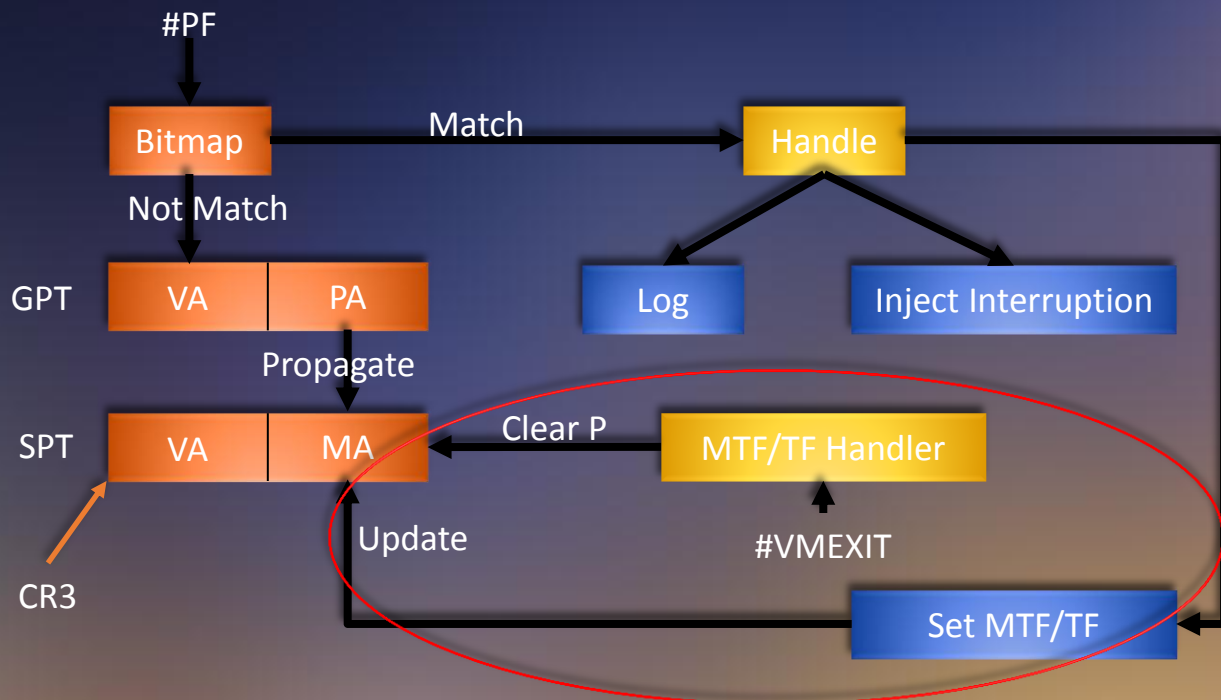 #PF
Bitmap
Match
Handle
Not Match
GPT
VA
PA
Log
Inject Interruption
Propagate
SPT
VA
MA
Clear P
MTF/TF Handler
Update
#VMEXIT
CR3
Set MTF/TF